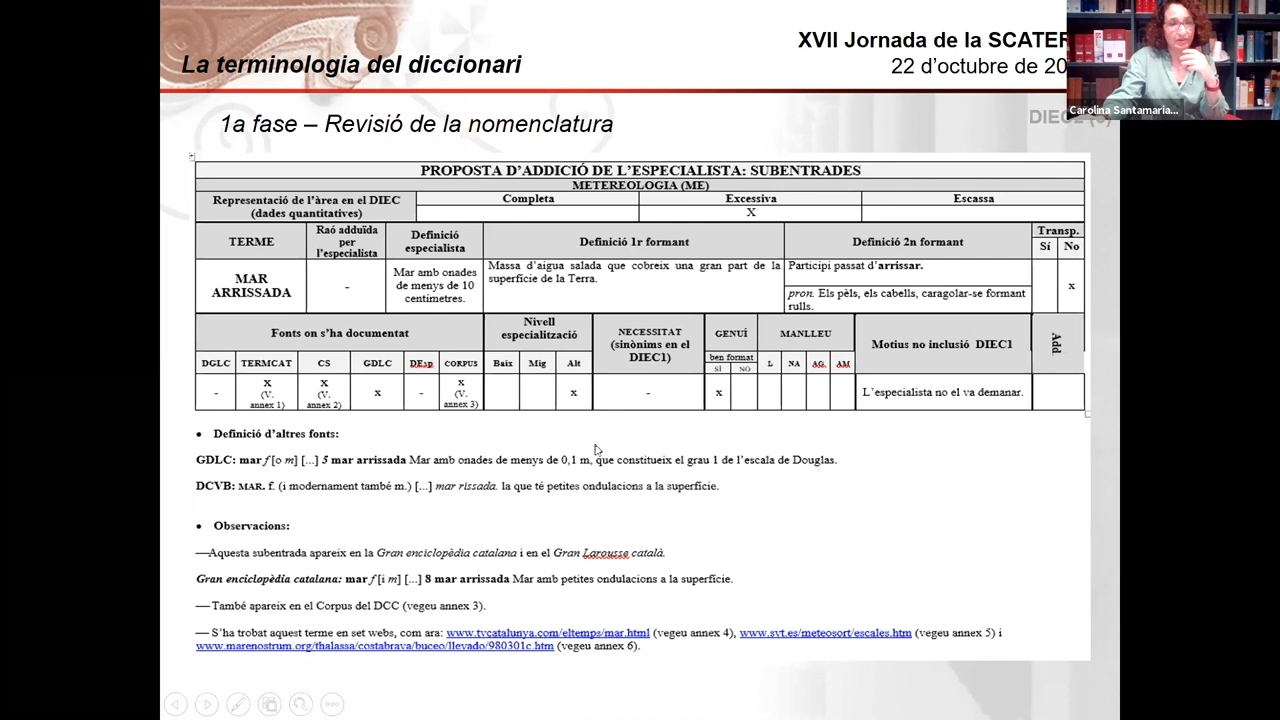 XVII Jornada de la SCATER
La terminologia del diccionari
22 d'octubre de 20
Carolina Santamaria...
1a fase – Revisió de la nomenclatura
DIEC2
PROPOSTA D'ADDICIÓ DE L'ESPECIALISTA: SUBENTRADES
METEREOLOGIA (ME)
Representació de l'àrea en el DIEC (dades quantitatives)
Completa
Excessiva
Escassa
X
TERME
Raó adduïda per l'especialista
Definició especialista
Definició 1r formant
Definició 2n formant
Transp.
Sí
No
MAR ARRISSADA
-
Mar amb onades de menys de 10 centímetres.
Massa d'aigua salada que cobreix una gran part de la superfície de la Terra.
Participi passat d'arrissar.
pron. Els pèls, els cabells, caragolar-se formant rulls.
x
Fonts on s'ha documentat
Nivell especialització
NECESSITAT (sinònims en el DIEC1)
GENUÏ
MANLLEU
Motius no inclusió DIEC1
Add.
ben format
SÍ NO
DGLC TERMCAT CS GDLC DEsp CORPUS Baix Mig Alt L NA AG. AM
- x (V. annex 1) x (V. annex 2) x - x (V. annex 3) x - x L'especialista no el va demanar.
• Definició d'altres fonts:
GDLC: mar f [o m] [...] 5 mar arrissada Mar amb onades de menys de 0,1 m, que constitueix el grau 1 de l'escala de Douglas.
DCVB: MAR. f. (i modernament també m.) [...] mar rissada. la que té petites ondulacions a la superfície.
• Observacions:
—Aquesta subentrada apareix en la Gran enciclopèdia catalana i en el Gran Larousse català.
Gran enciclopèdia catalana: mar f [i m] [...] 8 mar arrissada Mar amb petites ondulacions a la superfície.
— També apareix en el Corpus del DCC (vegeu annex 3).
— S'ha trobat aquest terme en set webs, com ara: www.tvcatalunya.com/eltemps/mar.html (vegeu annex 4), www.svt.es/meteosort/escales.htm (vegeu annex 5) i
www.marenostrum.org/thalassa/costabrava/buceo/llevado/980301c.htm (vegeu annex 6).